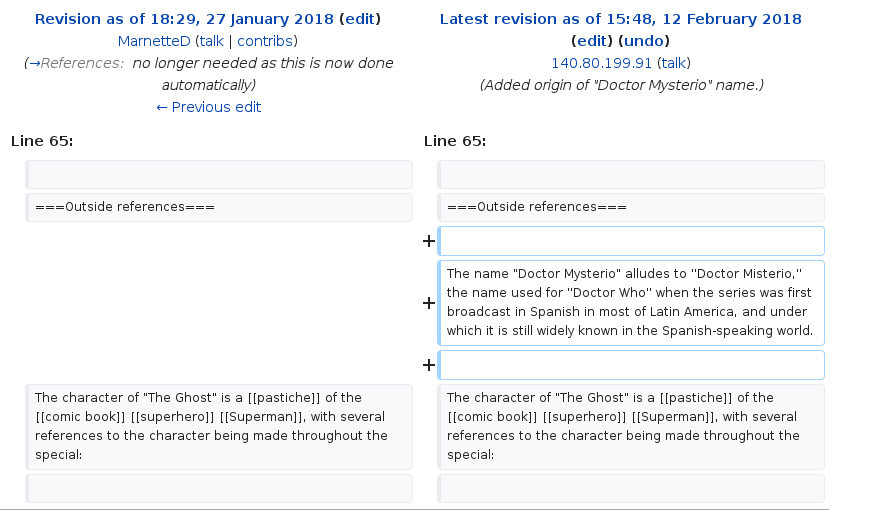 Revision as of 18:29, 27 January 2018 (edit)
MarnetteD (talk | contribs)
(→References: no longer needed as this is now done
automatically)
← Previous edit
Latest revision as of 15:48, 12 February 2018
(edit) (undo)
140.80.199.91 (talk)
(Added origin of "Doctor Mysterio" name.)
Line 65:
Line 65:
===Outside references===
===Outside references===
+
+
The name "Doctor Mysterio" alludes to ''Doctor Misterio,''
the name used for ''Doctor Who'' when the series was first
broadcast in Spanish in most of Latin America, and under
which it is still widely known in the Spanish-speaking world.
+
The character of "The Ghost" is a [[pastiche]] of the
[[comic book]] [[superhero]] [[Superman]], with several
references to the character being made throughout the
special:
The character of "The Ghost" is a [[pastiche]] of the
[[comic book]] [[superhero]] [[Superman]], with several
references to the character being made throughout the
special: